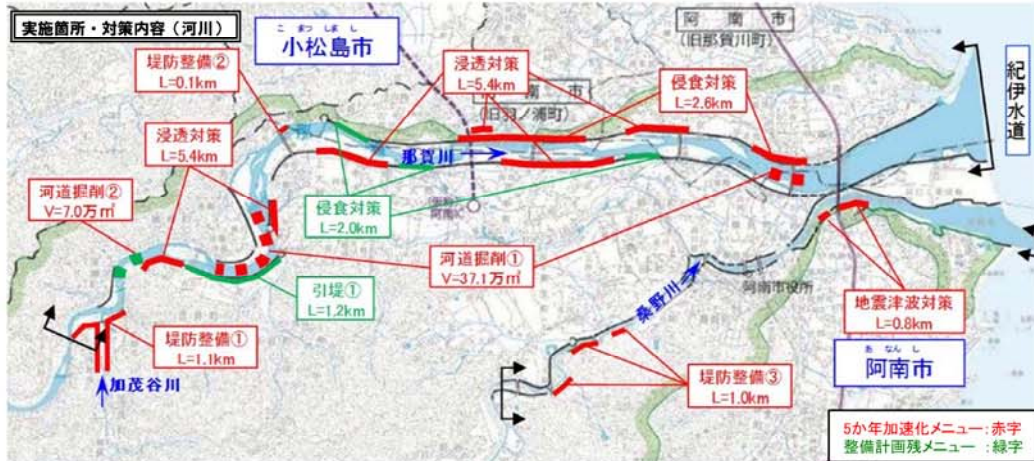 実施箇所・対策内容（河川）
こまつしまし
小松島市
阿南市
（旧那賀川町）
堤防整備②
L=0.1km
浸透対策
L=5.4km
阿南市
（旧羽ノ浦町）
侵食対策
L=2.6km
紀伊水道
浸透対策
L=5.4km
那賀川
河道掘削②
V=7.0万㎥
侵食対策
L=2.0km
河道掘削①
V=37.1万㎥
引堤①
L=1.2km
桑野川
阿南市役所
地震津波対策
L=0.8km
堤防整備①
L=1.1km
加茂谷川
あなんし
阿南市
堤防整備③
L=1.0km
5か年加速化メニュー：赤字
整備計画残メニュー ：緑字